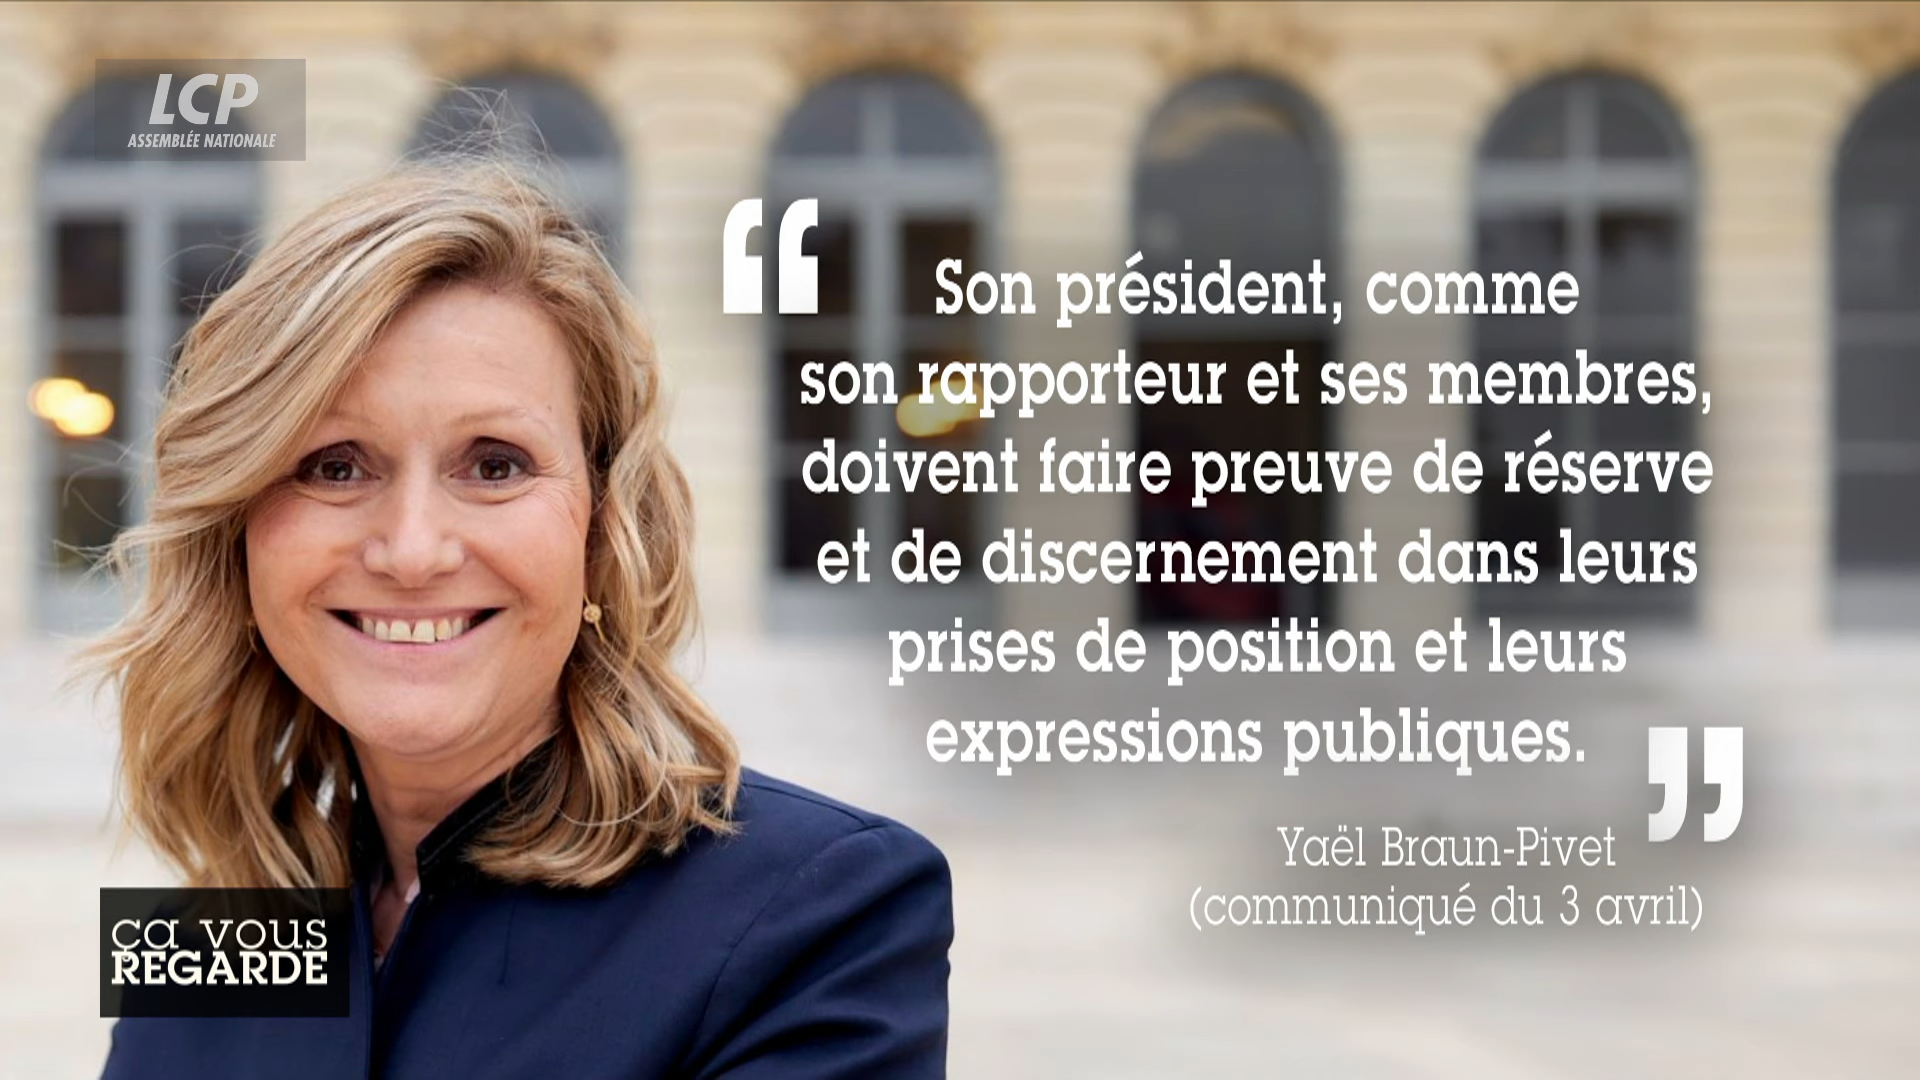 LCP
ASSEMBLÉE NATIONALE
“ Son président, comme
son rapporteur et ses membres,
doivent faire preuve de réserve
et de discernement dans leurs
prises de position et leurs
expressions publiques. ”
Yaël Braun-Pivet
(communiqué du 3 avril)
ça vous
REGARDE